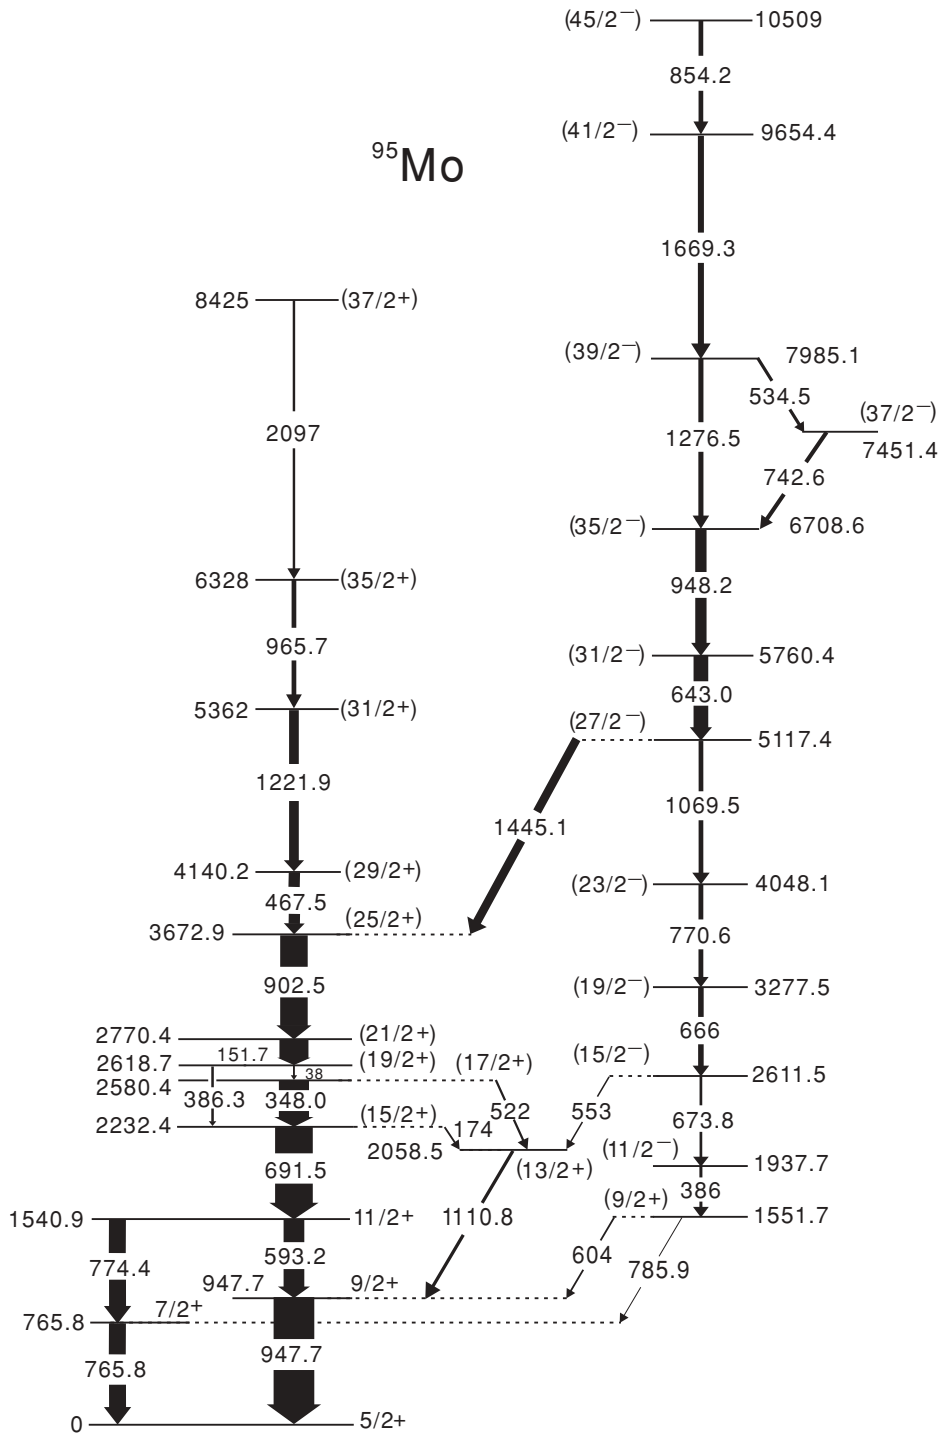 (45/2−) 10509
854.2
(41/2−) 9654.4
95Mo
1669.3
8425 (37/2+)
(39/2−) 7985.1
534.5
(37/2−)
2097 1276.5 7451.4
742.6
(35/2−) 6708.6
6328 (35/2+) 948.2
965.7 (31/2−) 5760.4
5362 (31/2+) 643.0
(27/2−) 5117.4
1221.9 1069.5
1445.1
4140.2 (29/2+) (23/2−) 4048.1
467.5
3672.9 (25/2+) 770.6
902.5 (19/2−) 3277.5
2770.4 (21/2+) 666
2618.7 151.7 (19/2+) (17/2+) (15/2−)
2580.4 38 2611.5
386.3 348.0 522 553
2232.4 (15/2+) 174 673.8
2058.5 (13/2+) (11/2−) 1937.7
691.5 386
1540.9 11/2+ 1110.8 (9/2+) 1551.7
774.4 593.2 604 785.9
947.7 9/2+
765.8 7/2+
765.8 947.7
0 5/2+